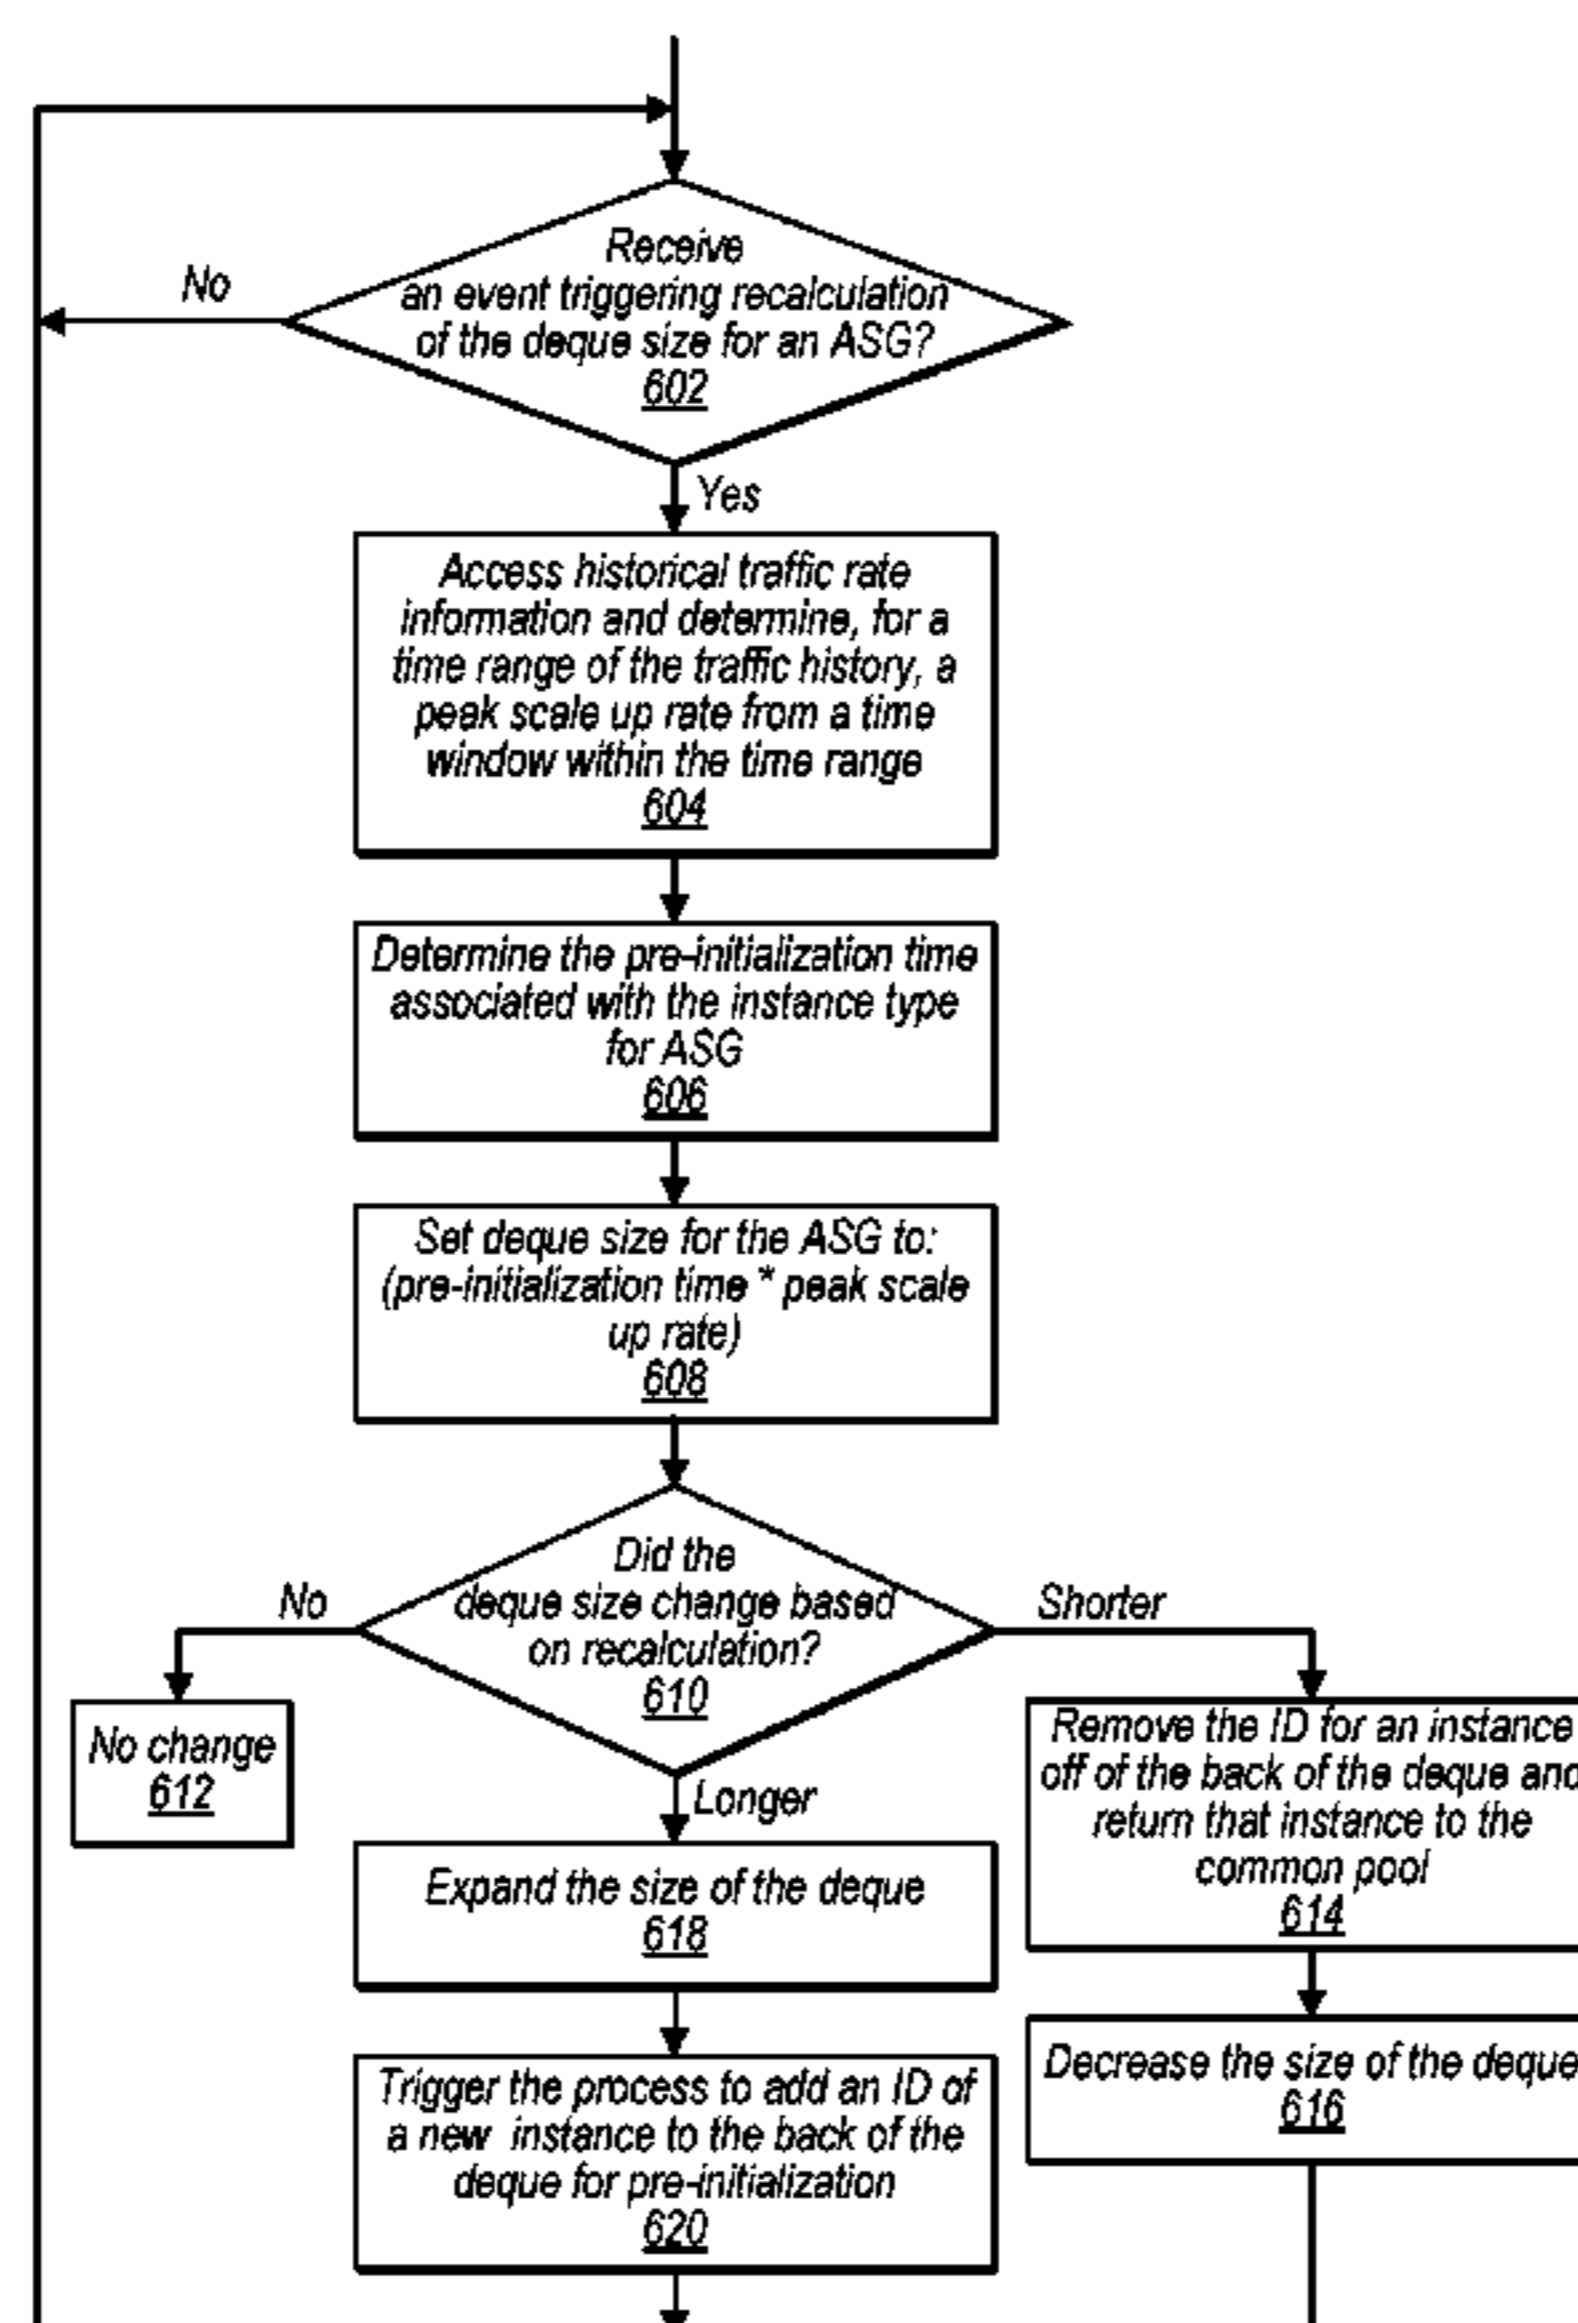 Receive
an event triggering recalculation
of the deque size for an ASG?
602
No
Yes
Access historical traffic rate
information and determine, for a
time range of the traffic history, a
peak scale up rate from a time
window within the time range
604
Determine the pre-initialization time
associated with the instance type
for ASG
606
Set deque size for the ASG to:
(pre-initialization time * peak scale
up rate)
608
Did the
deque size change based
on recalculation?
610
No
Shorter
Longer
No change
612
Remove the ID for an instance
off of the back of the deque and
return that instance to the
common pool
614
Expand the size of the deque
618
Decrease the size of the deque
616
Trigger the process to add an ID of
a new instance to the back of the
deque for pre-initialization
620